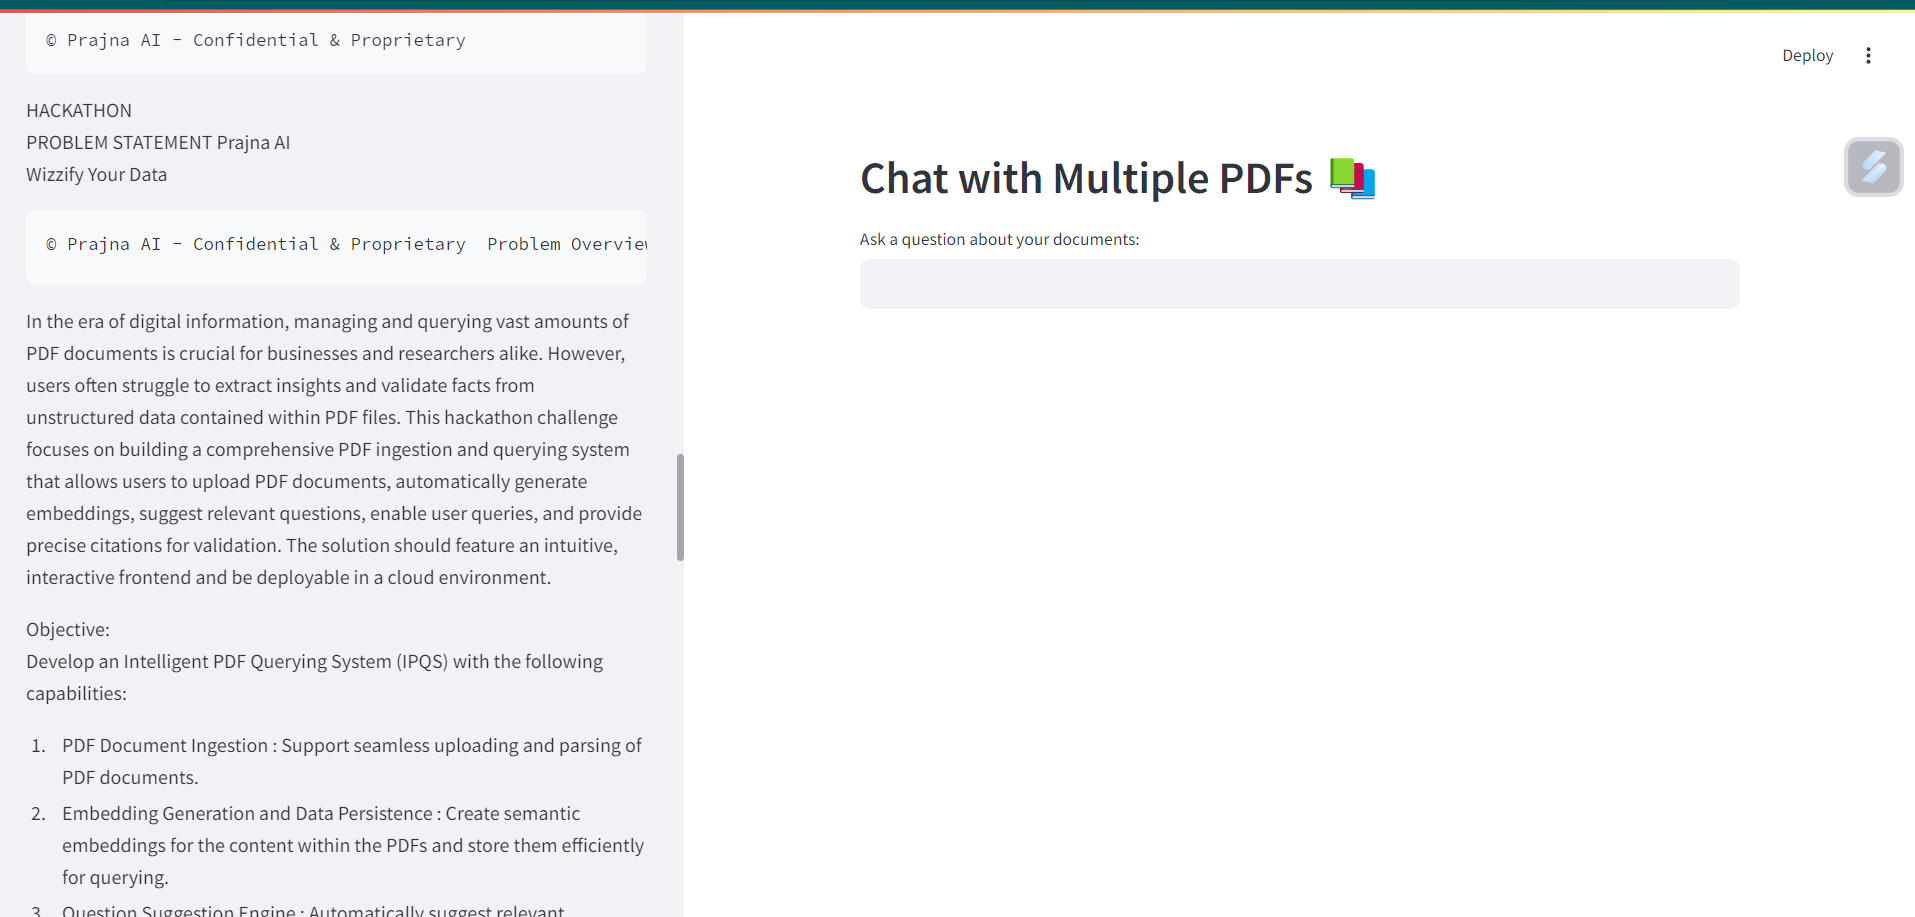 © Prajna AI - Confidential & Proprietary
HACKATHON
PROBLEM STATEMENT Prajna AI
Wizzify Your Data
© Prajna AI - Confidential & Proprietary  Problem Overview
In the era of digital information, managing and querying vast amounts of
PDF documents is crucial for businesses and researchers alike. However,
users often struggle to extract insights and validate facts from
unstructured data contained within PDF files. This hackathon challenge
focuses on building a comprehensive PDF ingestion and querying system
that allows users to upload PDF documents, automatically generate
embeddings, suggest relevant questions, enable user queries, and provide
precise citations for validation. The solution should feature an intuitive,
interactive frontend and be deployable in a cloud environment.
Objective:
Develop an Intelligent PDF Querying System (IPQS) with the following
capabilities:
1. PDF Document Ingestion : Support seamless uploading and parsing of
PDF documents.
2. Embedding Generation and Data Persistence : Create semantic
embeddings for the content within the PDFs and store them efficiently
for querying.
3. Question Suggestion Engine : Automatically suggest relevant
Deploy
Chat with Multiple PDFs
Ask a question about your documents: